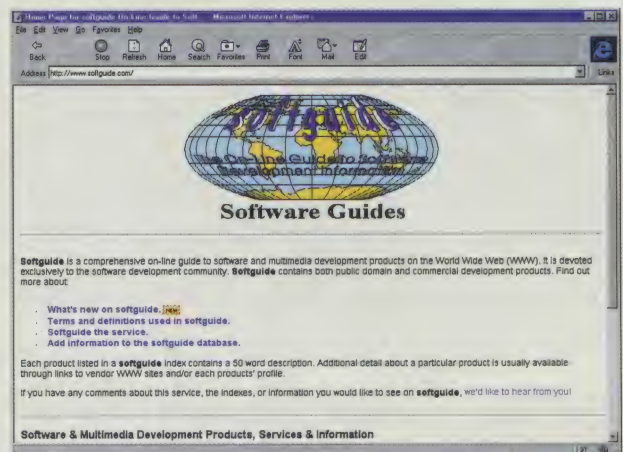 Home Page for softguide On-Line Guide to Soft... Microsoft Internet Explorer
File Edit View Go Favorites Help
Back Stop Refresh Home Search Favorites Print Font Mail Edit
Address http://www.softguide.com/ Links
softguide
The On-Line Guide to Software
Development Information
Software Guides
Softguide is a comprehensive on-line guide to software and multimedia development products on the World Wide Web (WWW). It is devoted
exclusively to the software development community. Softguide contains both public domain and commercial development products. Find out
more about
What's new on softguide. NEW
Terms and definitions used in softguide.
Softguide the service.
Add information to the softguide database.
Each product listed in a softguide index contains a 50 word description. Additional detail about a particular product is usually available
through links to vendor WWW sites and/or each products' profile.
If you have any comments about this service, the indexes, or information you would like to see on softguide, we'd like to hear from you!
Software & Multimedia Development Products, Services & Information